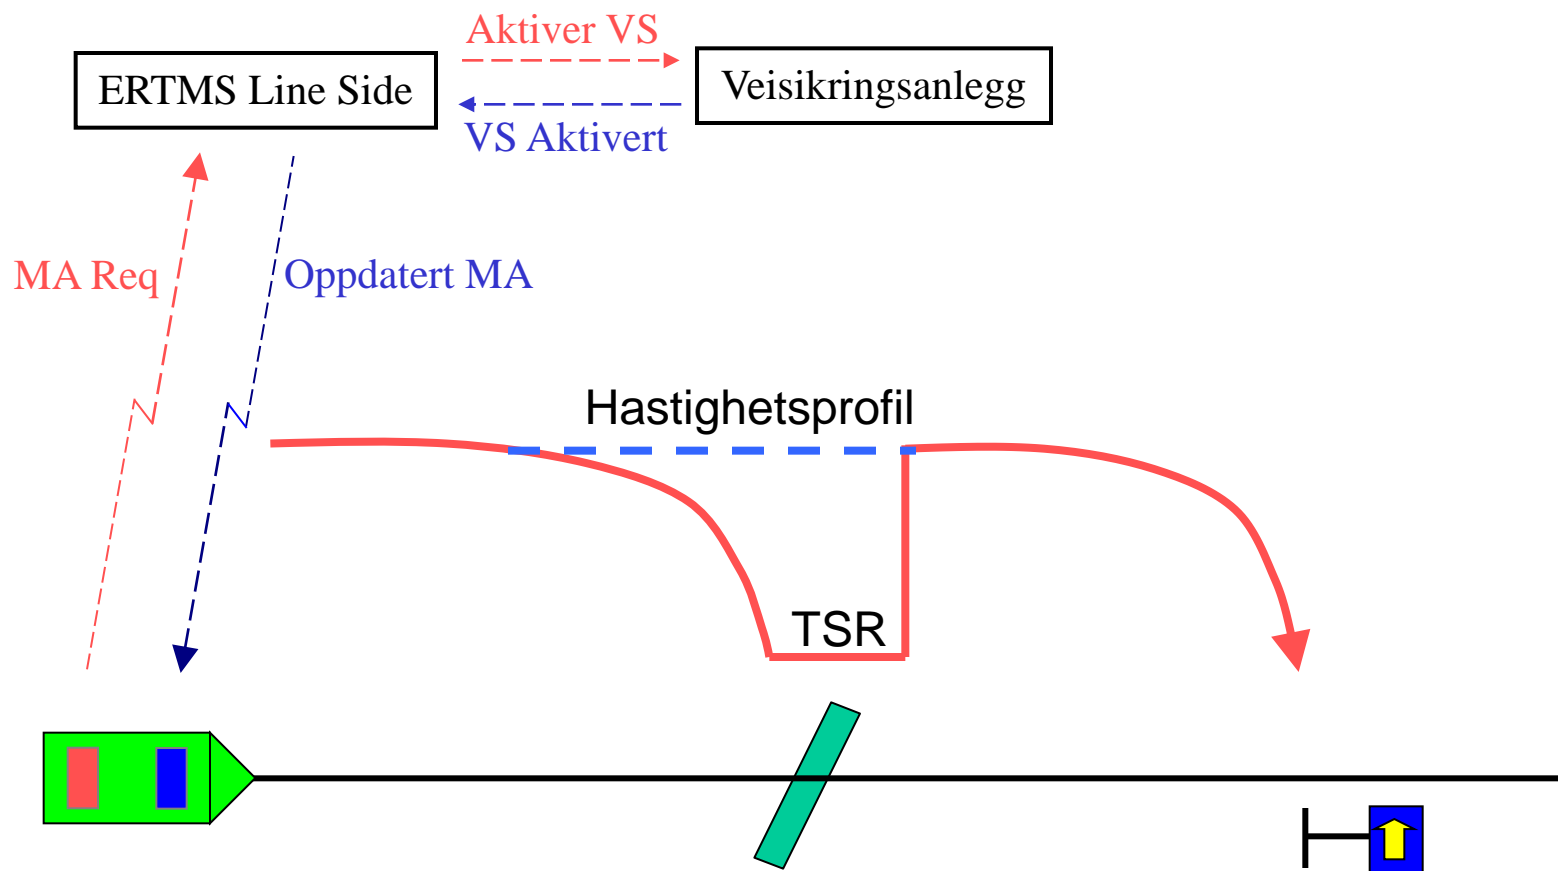 Aktiver VS
ERTMS Line Side
Veisikringsanlegg
VS Aktivert
MA Req
Oppdatert MA
Hastighetsprofil
TSR